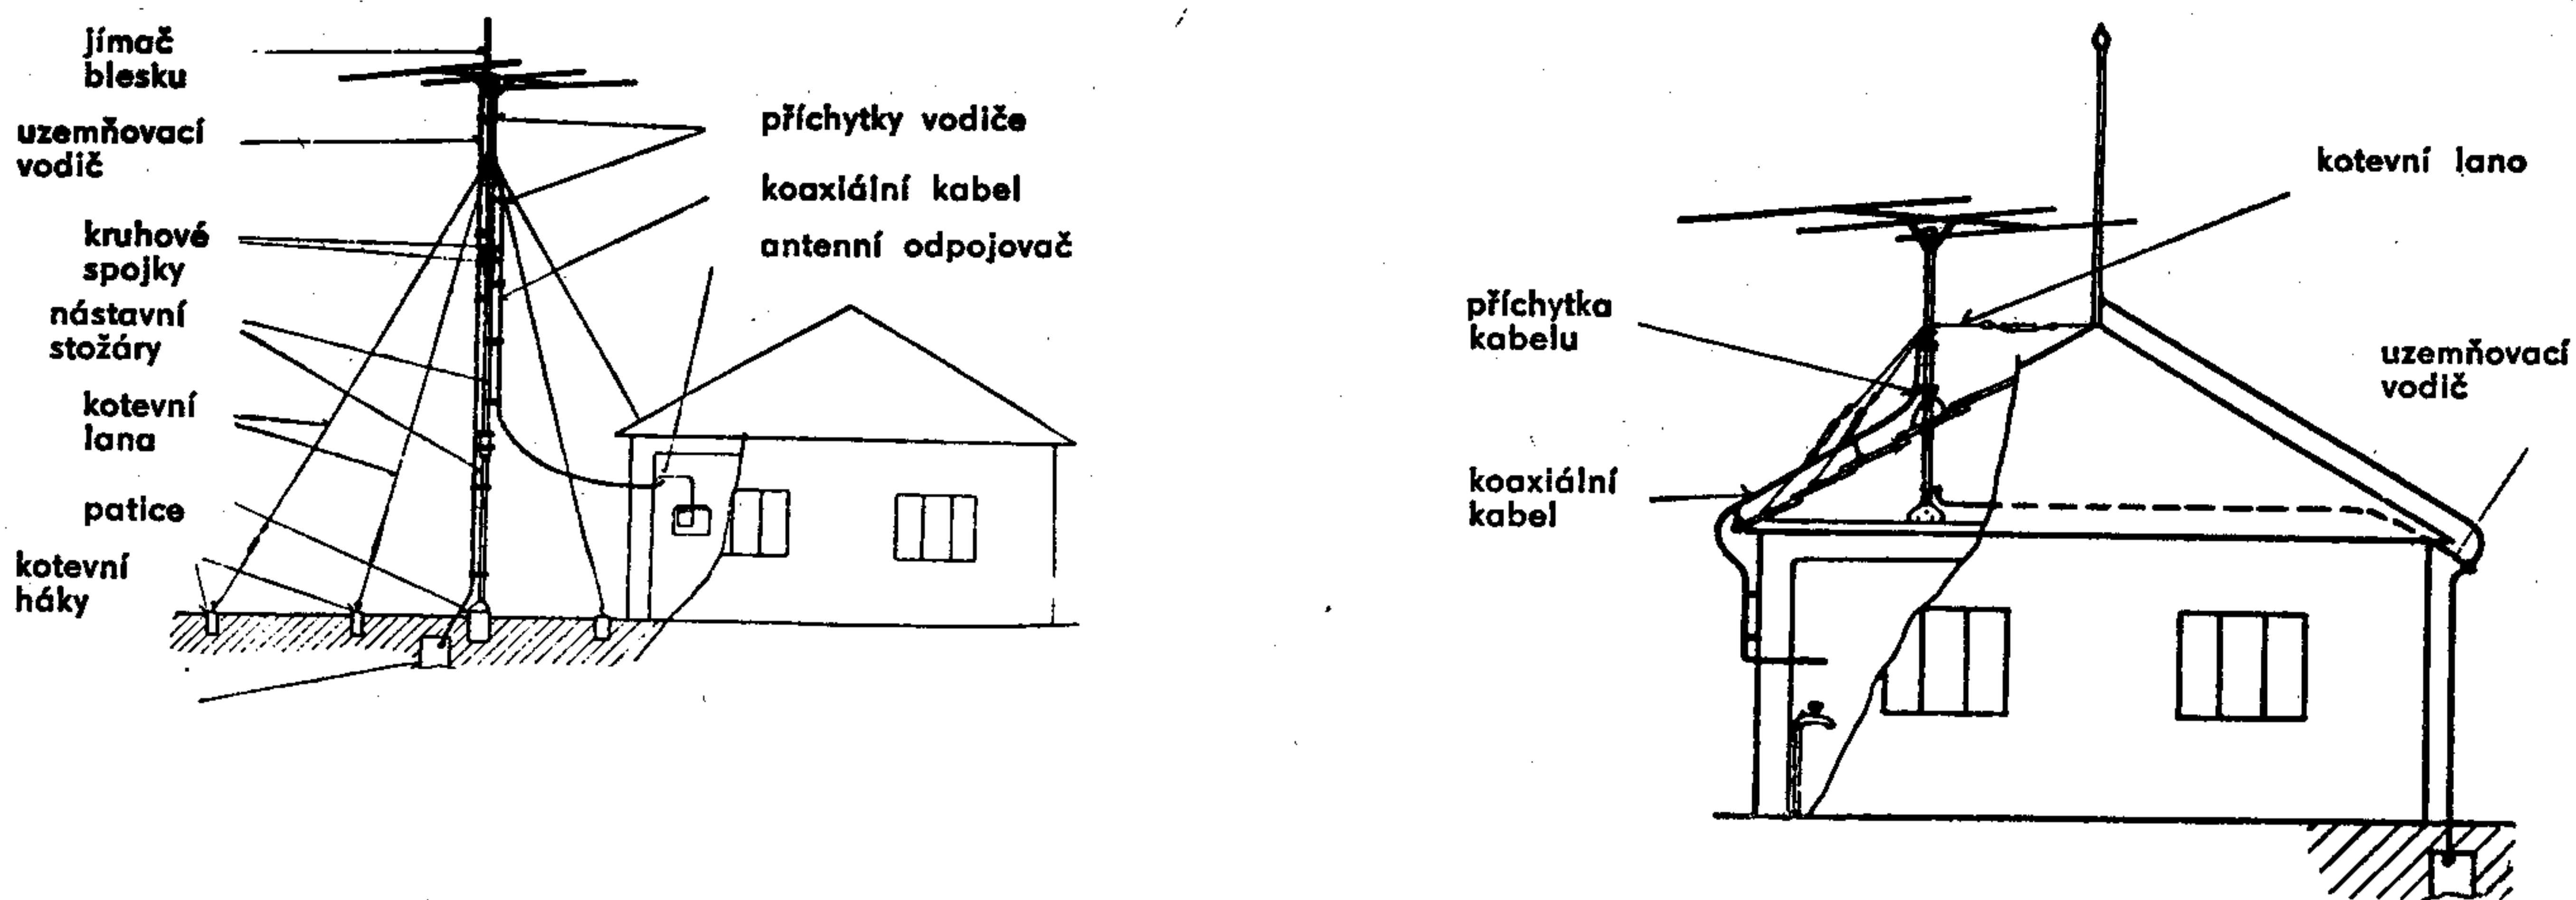 jímač
blesku
uzemňovací
vodič
kruhové
spojky
nástavní
stožáry
kotevní
lana
patice
kotevní
háky
příchytky vodiče
koaxiální kabel
antenní odpojovač
kotevní lano
příchytka
kabelu
uzemňovací
vodič
koaxiální
kabel